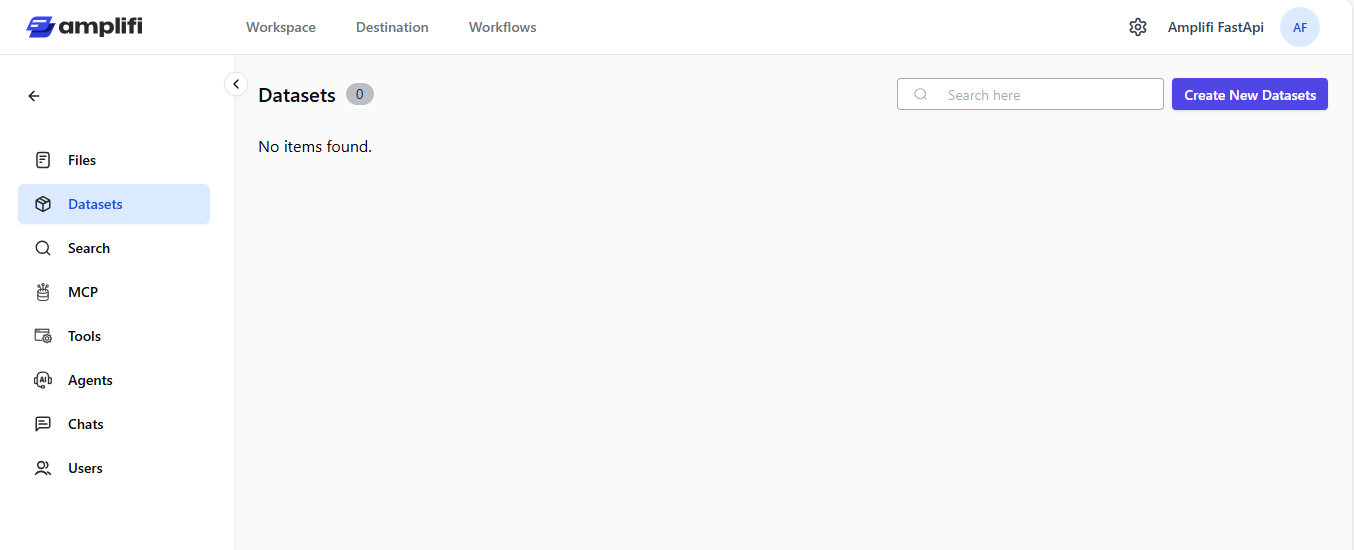 amplifi
Workspace
Destination
Workflows
Amplifi FastApi
AF
Datasets
0
Search here
Create New Datasets
No items found.
Files
Datasets
Search
MCP
Tools
AI
Agents
Chats
Users